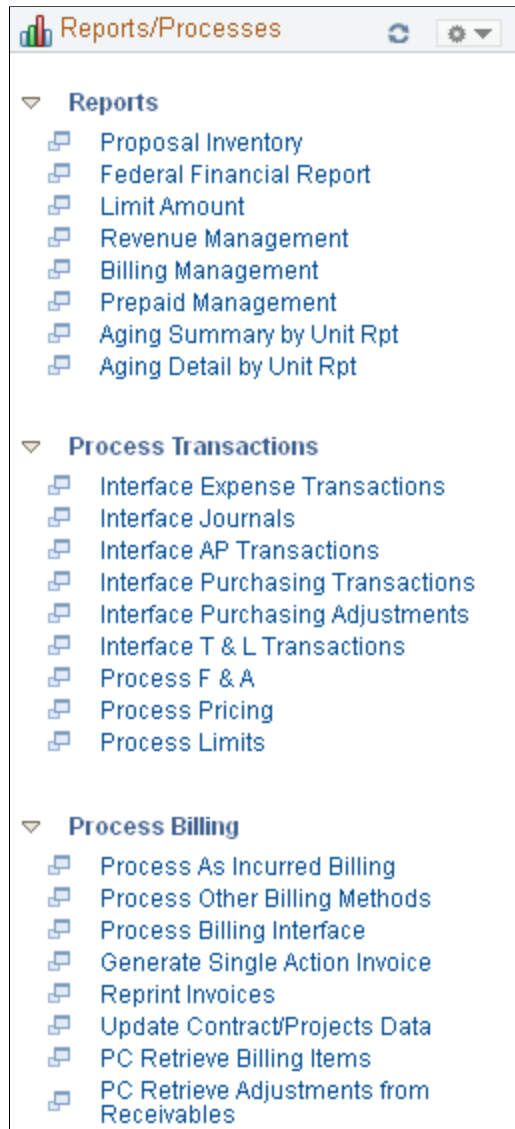 Reports/Processes
Reports
Proposal Inventory
Federal Financial Report
Limit Amount
Revenue Management
Billing Management
Prepaid Management
Aging Summary by Unit Rpt
Aging Detail by Unit Rpt
Process Transactions
Interface Expense Transactions
Interface Journals
Interface AP Transactions
Interface Purchasing Transactions
Interface Purchasing Adjustments
Interface T & L Transactions
Process F & A
Process Pricing
Process Limits
Process Billing
Process As Incurred Billing
Process Other Billing Methods
Process Billing Interface
Generate Single Action Invoice
Reprint Invoices
Update Contract/Projects Data
PC Retrieve Billing Items
PC Retrieve Adjustments from
Receivables